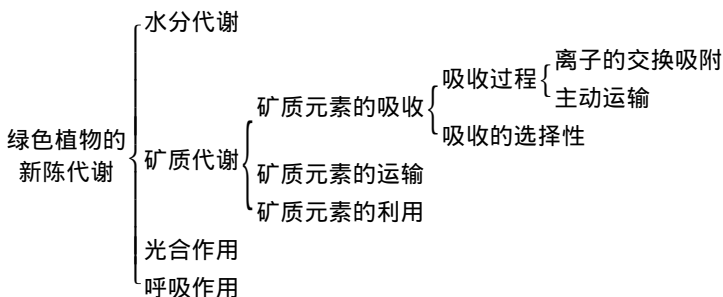 水分代谢
离子的交换吸附
吸收过程
主动运输
矿质元素的吸收
吸收的选择性
绿色植物的
新陈代谢
矿质代谢
矿质元素的运输
矿质元素的利用
光合作用
呼吸作用